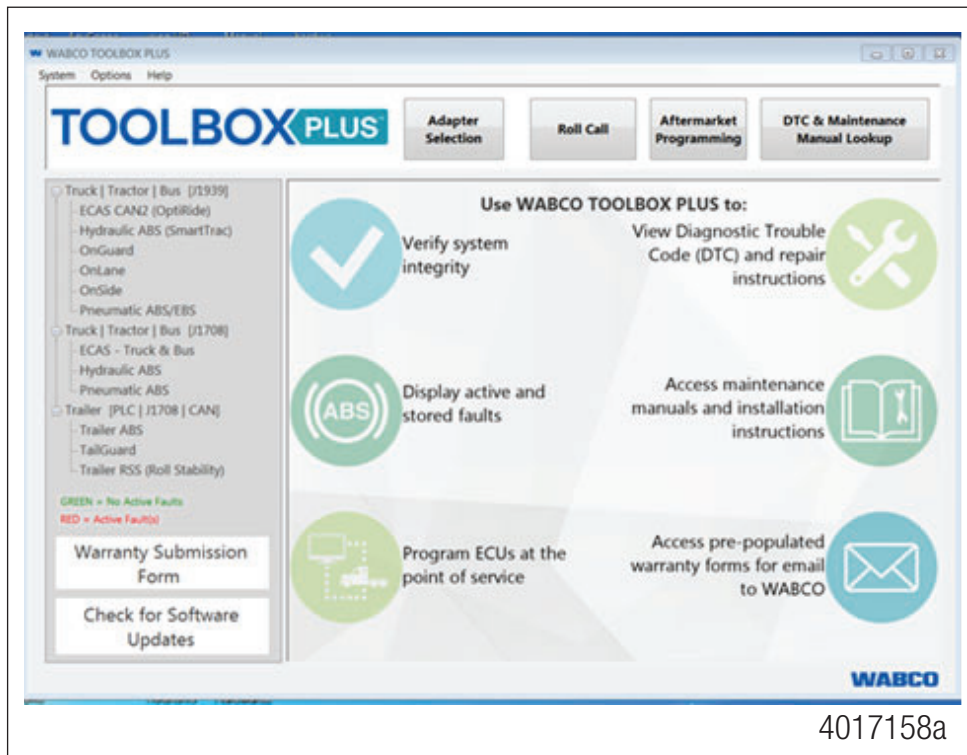 WABCO TOOLBOX PLUS
System Options Help
TOOLBOX PLUS
Adapter
Selection
Roll Call
Aftermarket
Programming
DTC & Maintenance
Manual Lookup
Truck | Tractor | Bus [J1939]
ECAS CAN2 (OptiRide)
Hydraulic ABS (SmartTrac)
OnGuard
OnLane
OnSide
Pneumatic ABS/EBS
Truck | Tractor | Bus [J1708]
ECAS - Truck & Bus
Hydraulic ABS
Pneumatic ABS
Trailer [PLC | J1708 | CAN]
Trailer ABS
TailGuard
Trailer RSS (Roll Stability)
GREEN = No Active Faults
RED = Active Fault(s)
Warranty Submission
Form
Check for Software
Updates
Use WABCO TOOLBOX PLUS to:
Verify system
integrity
View Diagnostic Trouble
Code (DTC) and repair
instructions
ABS
Display active and
stored faults
Access maintenance
manuals and installation
instructions
Program ECUs at the
point of service
Access pre-populated
warranty forms for email
to WABCO
WABCO
4017158a